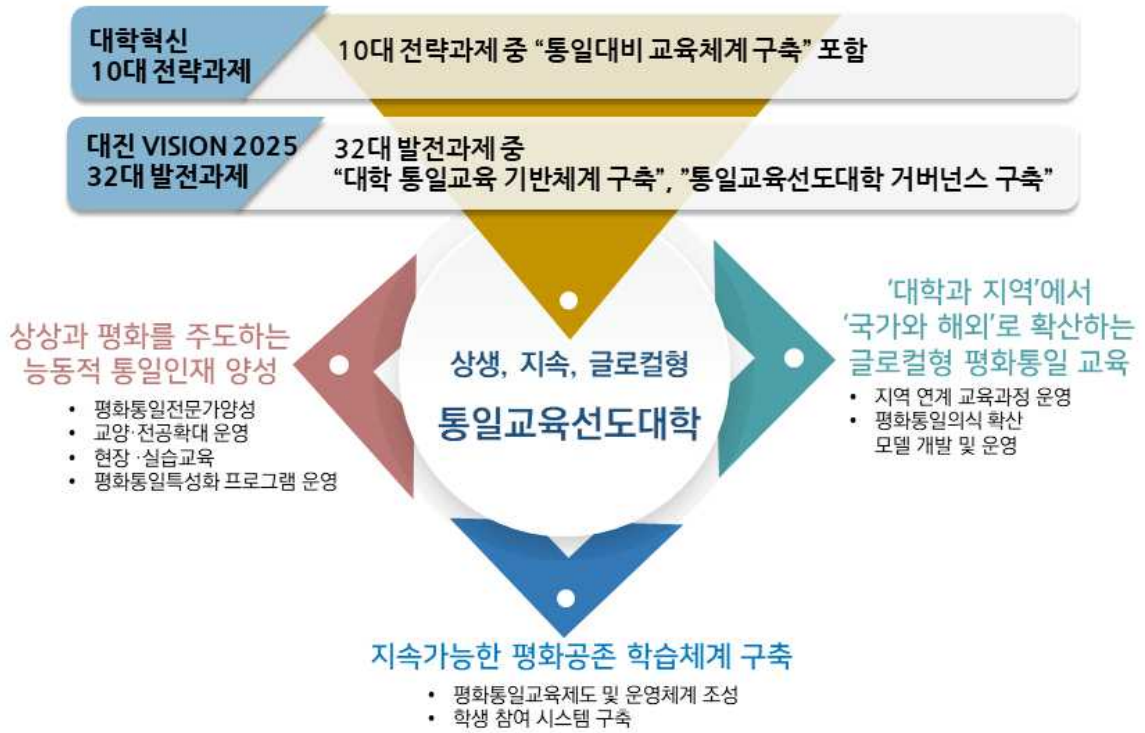 대학혁신
10대 전략과제
10대 전략과제 중 “통일대비 교육체계 구축” 포함
대진 VISION 2025
32대 발전과제
32대 발전과제 중
“대학 통일교육 기반체계 구축”, ”통일교육선도대학 거버넌스 구축”
상상과 평화를 주도하는
능동적 통일인재 양성
• 평화통일전문가양성
• 교양·전공확대 운영
• 현장 ·실습교육
• 평화통일특성화 프로그램 운영
상생, 지속, 글로컬형
통일교육선도대학
‘대학과 지역’에서
‘국가와 해외’로 확산하는
글로컬형 평화통일 교육
• 지역 연계 교육과정 운영
• 평화통일의식 확산
모델 개발 및 운영
지속가능한 평화공존 학습체계 구축
• 평화통일교육제도 및 운영체계 조성
• 학생 참여 시스템 구축